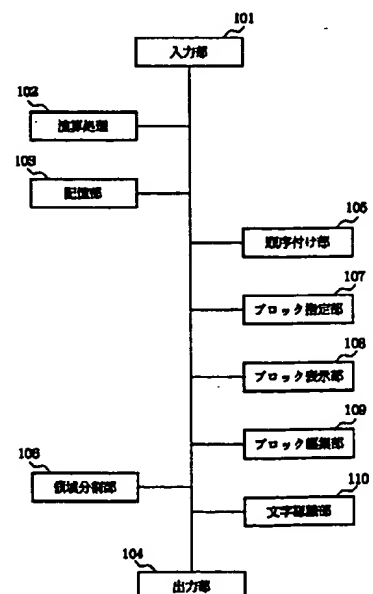 101
入力部
102
演算処理
103
記憶部
105
順序付け部
107
ブロック指定部
108
ブロック表示部
109
ブロック編集部
106
領域分割部
110
文字認識部
104
出力部